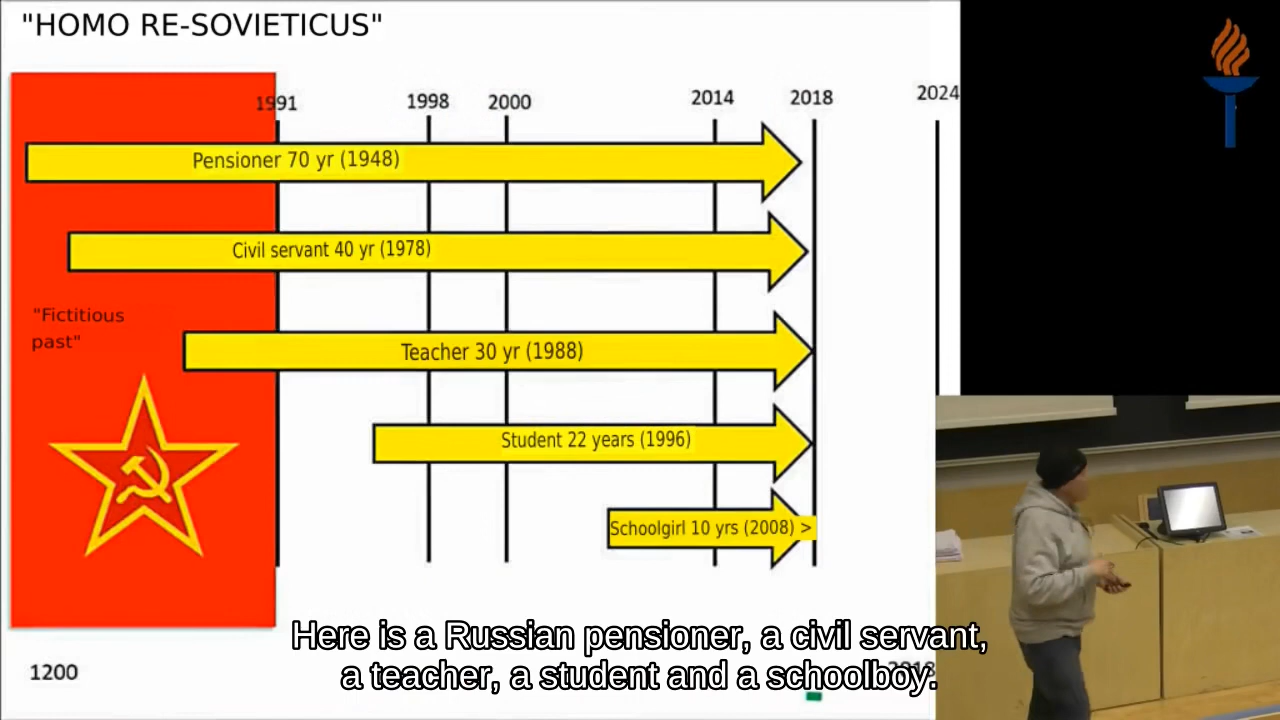 "HOMO RE-SOVIETICUS"
1991
1998
2000
2014
2018
2024
Pensioner 70 yr (1948)
Civil servant 40 yr (1978)
"Fictitious
past"
Teacher 30 yr (1988)
Student 22 years (1996)
Schoolgirl 10 yrs (2008) >
Here is a Russian pensioner, a civil servant,
a teacher, a student and a schoolboy.
1200
2018